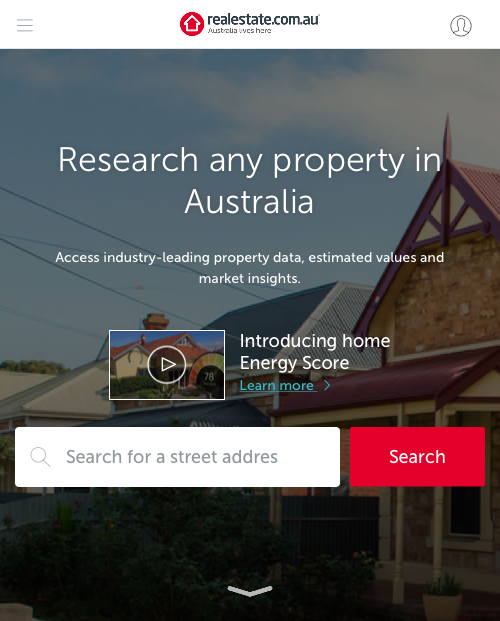 realestate.com.au
Australia lives here
Research any property in
Australia
Access industry-leading property data, estimated values and
market insights.
Introducing home
Energy Score
78
Learn more
Search for a street addres
Search